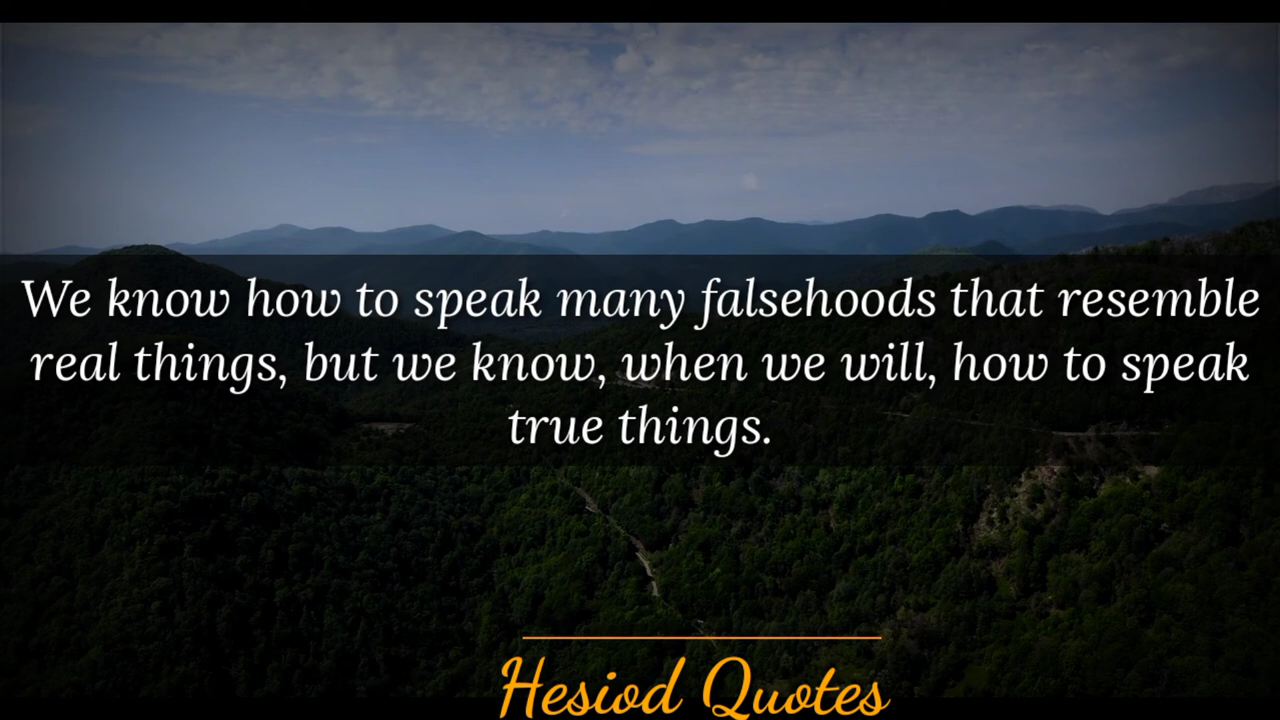 We know how to speak many falsehoods that resemble
real things, but we know, when we will, how to speak
true things.
Hesiod Quotes